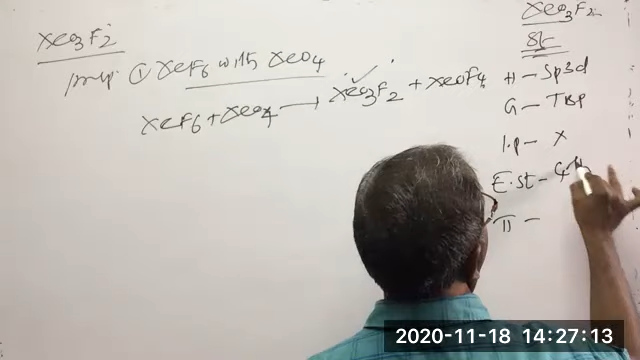 XeO3F2
prep ① XeF6 with XeO4
XeF6 + XeO4 → XeO3F2 + XeOF4
XeO3F2
St
H - Sp3d
G - TBP
l.p - X
E.st - 4th
π -
2020-11-18 14:27:13